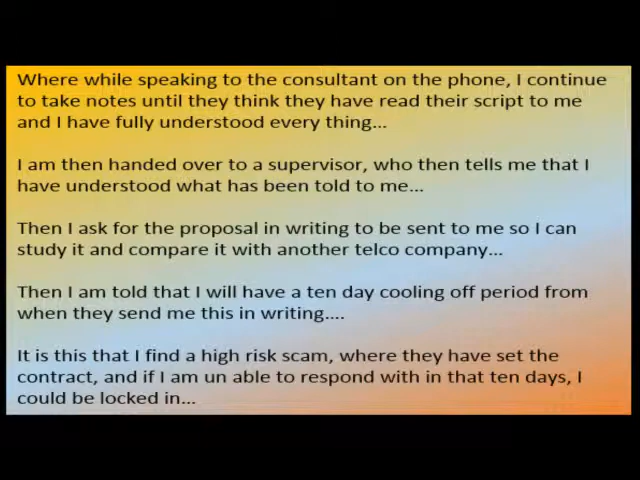 Where while speaking to the consultant on the phone, I continue
to take notes until they think they have read their script to me
and I have fully understood every thing...
I am then handed over to a supervisor, who then tells me that I
have understood what has been told to me...
Then I ask for the proposal in writing to be sent to me so I can
study it and compare it with another telco company...
Then I am told that I will have a ten day cooling off period from
when they send me this in writing....
It is this that I find a high risk scam, where they have set the
contract, and if I am un able to respond with in that ten days, I
could be locked in...